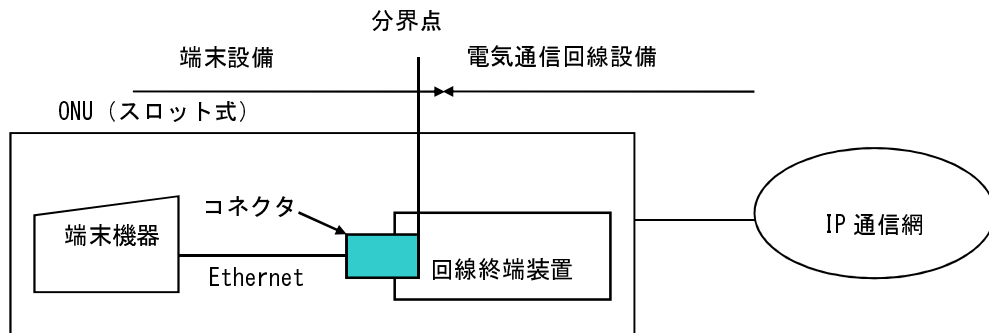 分界点
端末設備
電気通信回線設備
ONU（スロット式）
コネクタ
端末機器
Ethernet
回線終端装置
IP 通信網